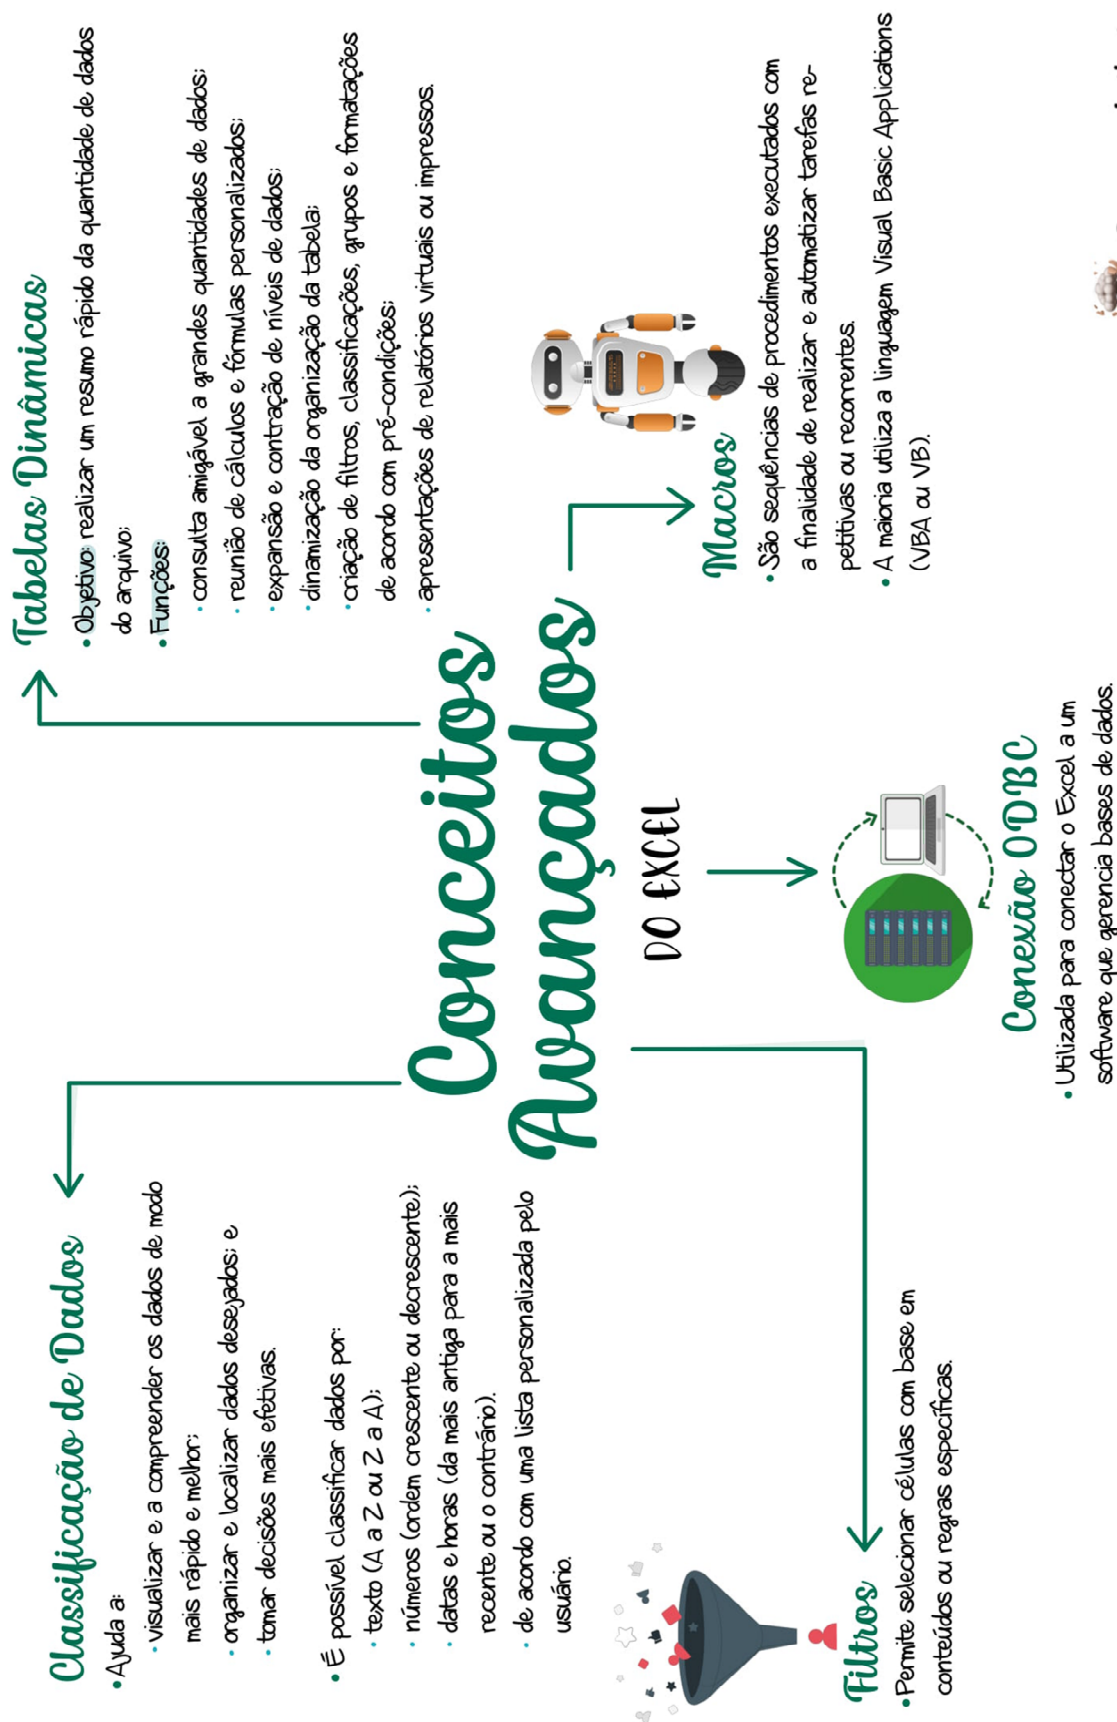 Classificação de Dados
• Ajuda a:
• visualizar e a compreender os dados de modo
mais rápido e melhor;
• organizar e localizar dados desejados; e
• tomar decisões mais efetivas.
• É possível classificar dados por:
• texto (A a Z ou Z a A);
• números (ordem crescente ou decrescente);
• datas e horas (da mais antiga para a mais
recente ou o contrário).
• de acordo com uma lista personalizada pelo
usuário.
Tabelas Dinâmicas
• Objetivo: realizar um resumo rápido da quantidade de dados
do arquivo;
• Funções:
• consulta amigável a grandes quantidades de dados;
• reunião de cálculos e fórmulas personalizados;
• expansão e contração de níveis de dados;
• dinamização da organização da tabela;
• criação de filtros, classificações, grupos e formatações
de acordo com pré-condições;
• apresentações de relatórios virtuais ou impressos.
Conceitos
Avançados
DO EXCEL
Filtros
• Permite selecionar células com base em
conteúdos ou regras específicas.
Conexão ODBC
• Utilizada para conectar o Excel a um
software que gerencia bases de dados.
Macros
• São sequências de procedimentos executados com
a finalidade de realizar e automatizar tarefas re-
petitivas ou recorrentes.
• A maioria utiliza a linguagem Visual Basic Applications
(VBA ou VB).